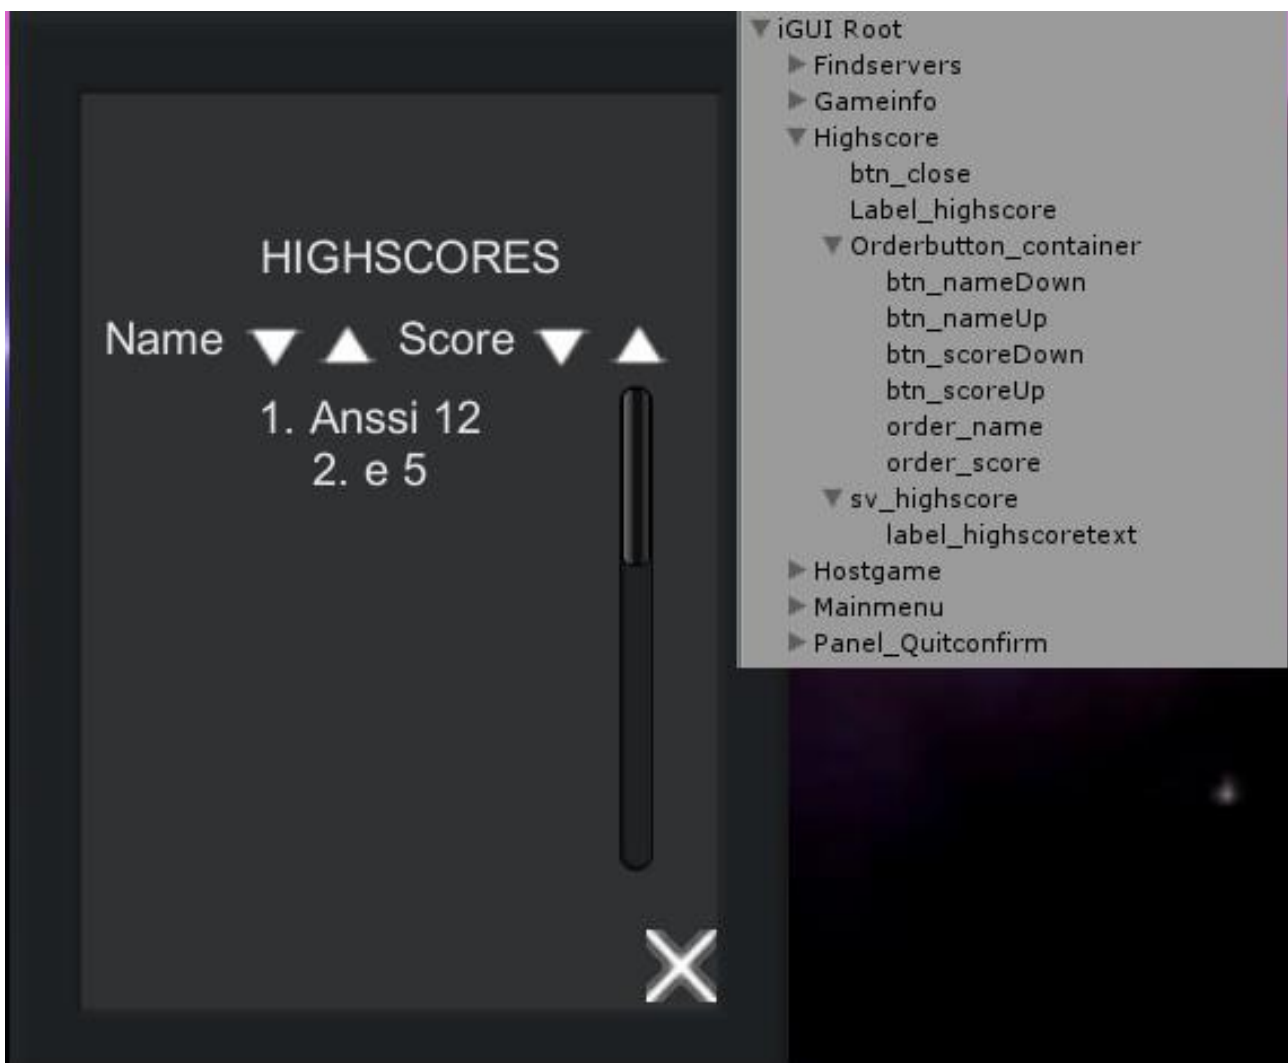 HIGHSCORES
Name Score
1. Anssi 12
2. e 5
iGUI Root
Findservers
Gameinfo
Highscore
btn_close
Label_highscore
Orderbutton_container
btn_nameDown
btn_nameUp
btn_scoreDown
btn_scoreUp
order_name
order_score
sv_highscore
label_highscoretext
Hostgame
Mainmenu
Panel_Quitconfirm